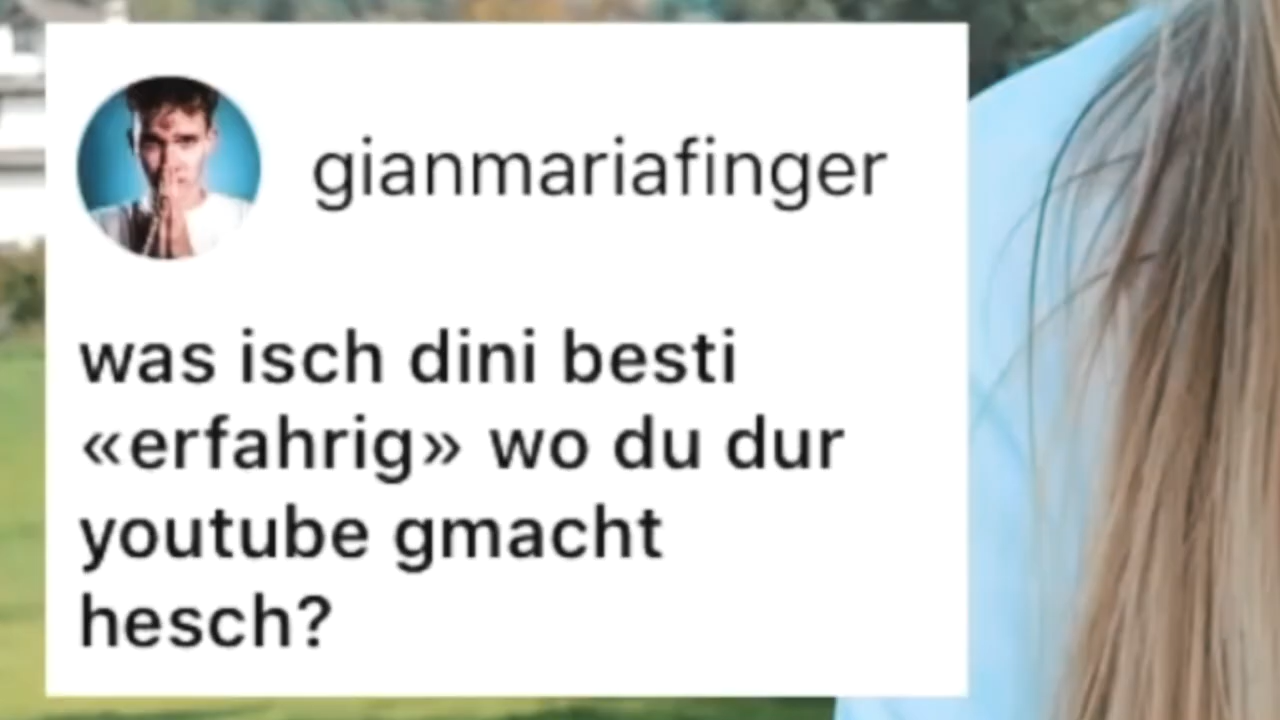 gianmariafinger
was isch dini besti
«erfahrig» wo du dur
youtube gmacht
hesch?